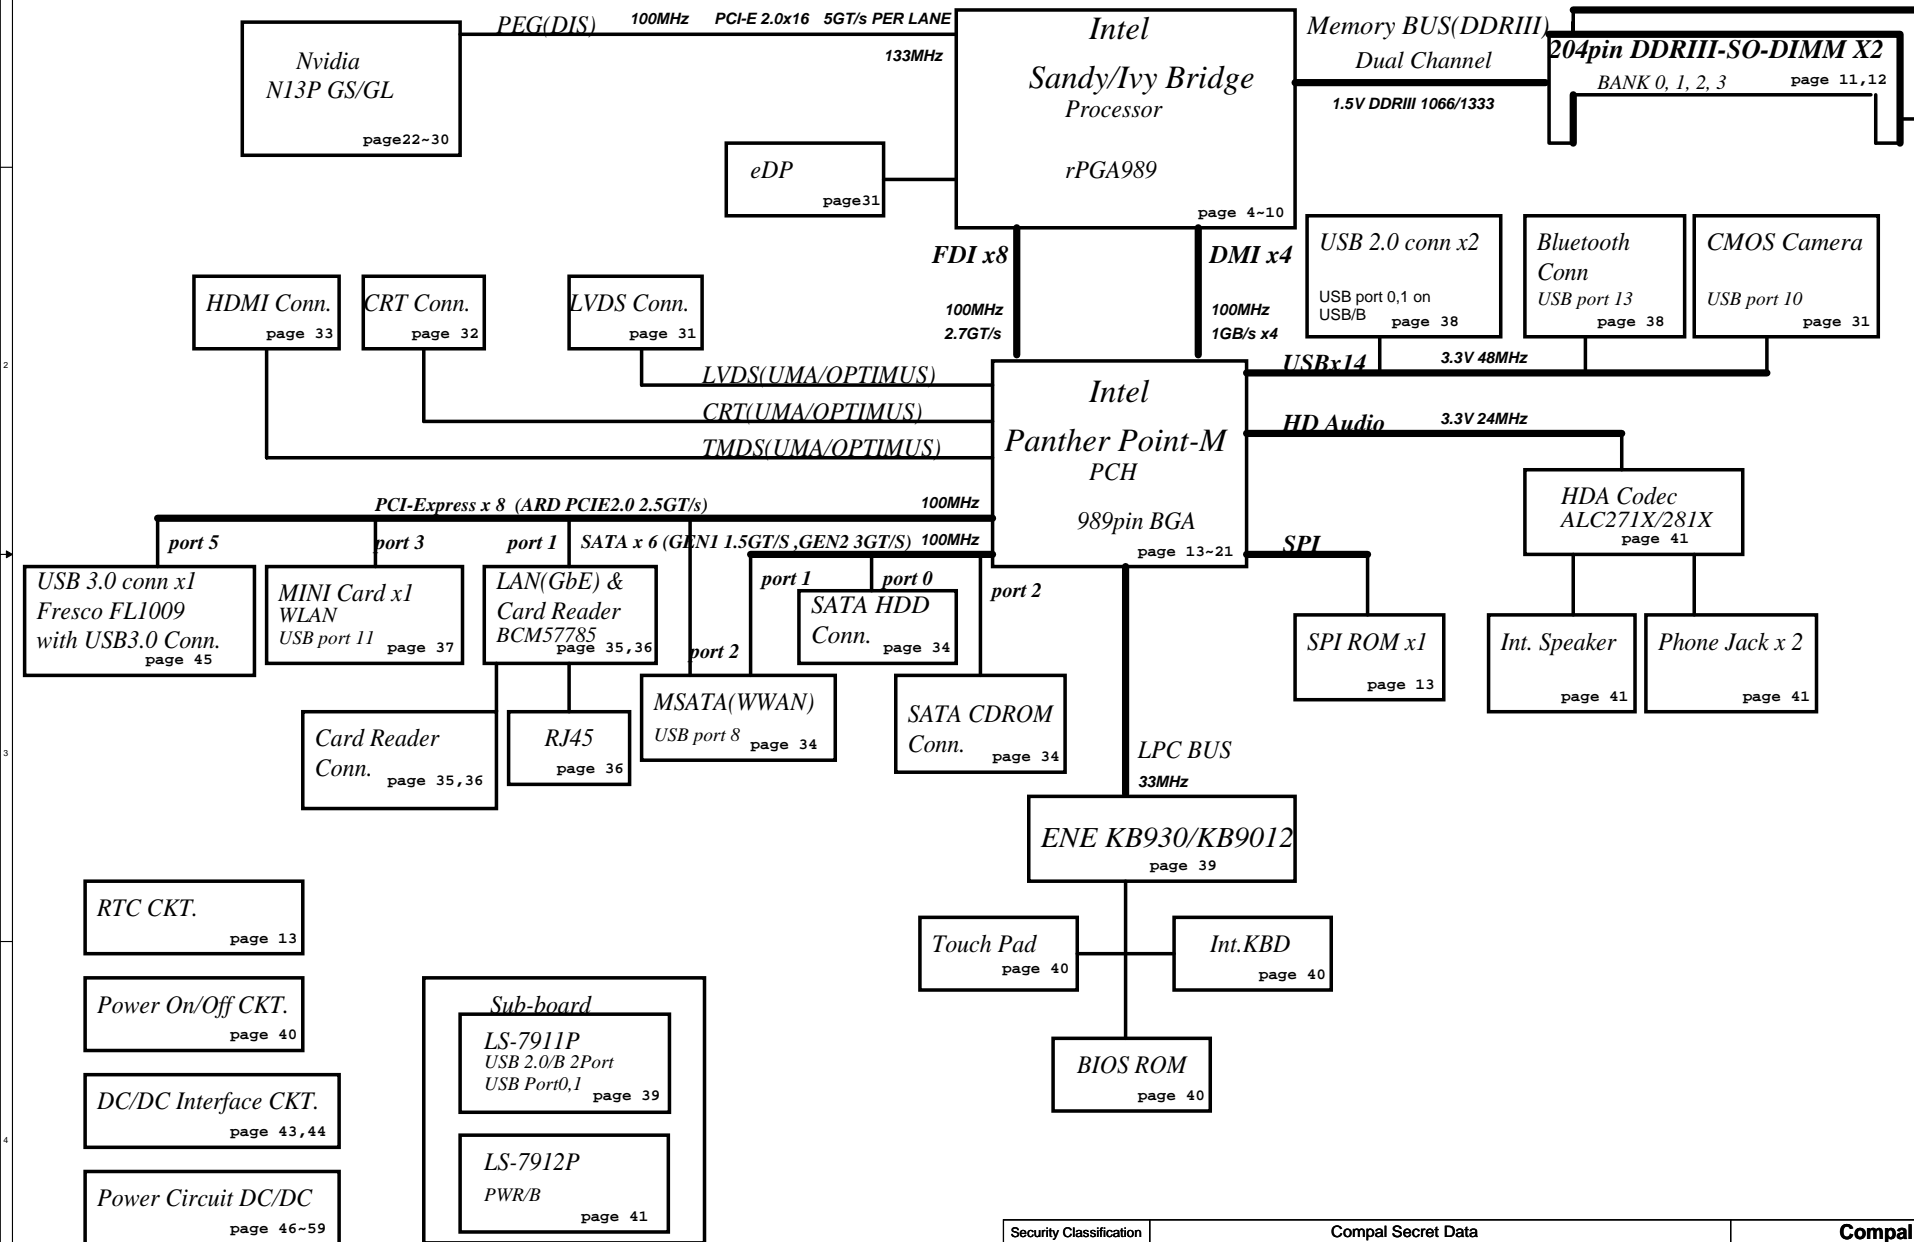 PEG(DIS)
100MHz PCI-E 2.0x16 5GT/s PER LANE
133MHz
Nvidia
N13P GS/GL
page22~30
Intel
Sandy/Ivy Bridge
Processor
rPGA989
page 4~10
Memory BUS(DDRIII)
Dual Channel
1.5V DDRIII 1066/1333
204pin DDRIII-SO-DIMM X2
BANK 0, 1, 2, 3
page 11,12
eDP
page31
FDI x8
100MHz
2.7GT/s
DMI x4
100MHz
1GB/s x4
USB 2.0 conn x2
USB port 0,1 on
USB/B
page 38
Bluetooth
Conn
USB port 13
page 38
CMOS Camera
USB port 10
page 31
HDMI Conn.
page 33
CRT Conn.
page 32
LVDS Conn.
page 31
LVDS(UMA/OPTIMUS)
CRT(UMA/OPTIMUS)
TMDS(UMA/OPTIMUS)
Intel
Panther Point-M
PCH
989pin BGA
page 13~21
USBx14
3.3V 48MHz
HD Audio
3.3V 24MHz
SPI
HDA Codec
ALC271X/281X
page 41
PCI-Express x 8 (ARD PCIE2.0 2.5GT/s)
100MHz
port 5
port 3
port 1
SATA x 6 (GEN1 1.5GT/S ,GEN2 3GT/S)
100MHz
port 1
port 0
port 2
port 2
USB 3.0 conn x1
Fresco FL1009
with USB3.0 Conn.
page 45
MINI Card x1
WLAN
USB port 11
page 37
LAN(GbE) &
Card Reader
BCM57785
page 35,36
SATA HDD
Conn.
page 34
SPI ROM x1
page 13
Int. Speaker
page 41
Phone Jack x 2
page 41
Card Reader
Conn.
page 35,36
RJ45
page 36
MSATA(WWAN)
USB port 8
page 34
SATA CDROM
Conn.
page 34
LPC BUS
33MHz
ENE KB930/KB9012
page 39
Touch Pad
page 40
Int.KBD
page 40
BIOS ROM
page 40
RTC CKT.
page 13
Power On/Off CKT.
page 40
DC/DC Interface CKT.
page 43,44
Power Circuit DC/DC
page 46~59
Sub-board
LS-7911P
USB 2.0/B 2Port
USB Port0,1
page 39
LS-7912P
PWR/B
page 41
2
3
4
Security Classification
Compal Secret Data
Compal